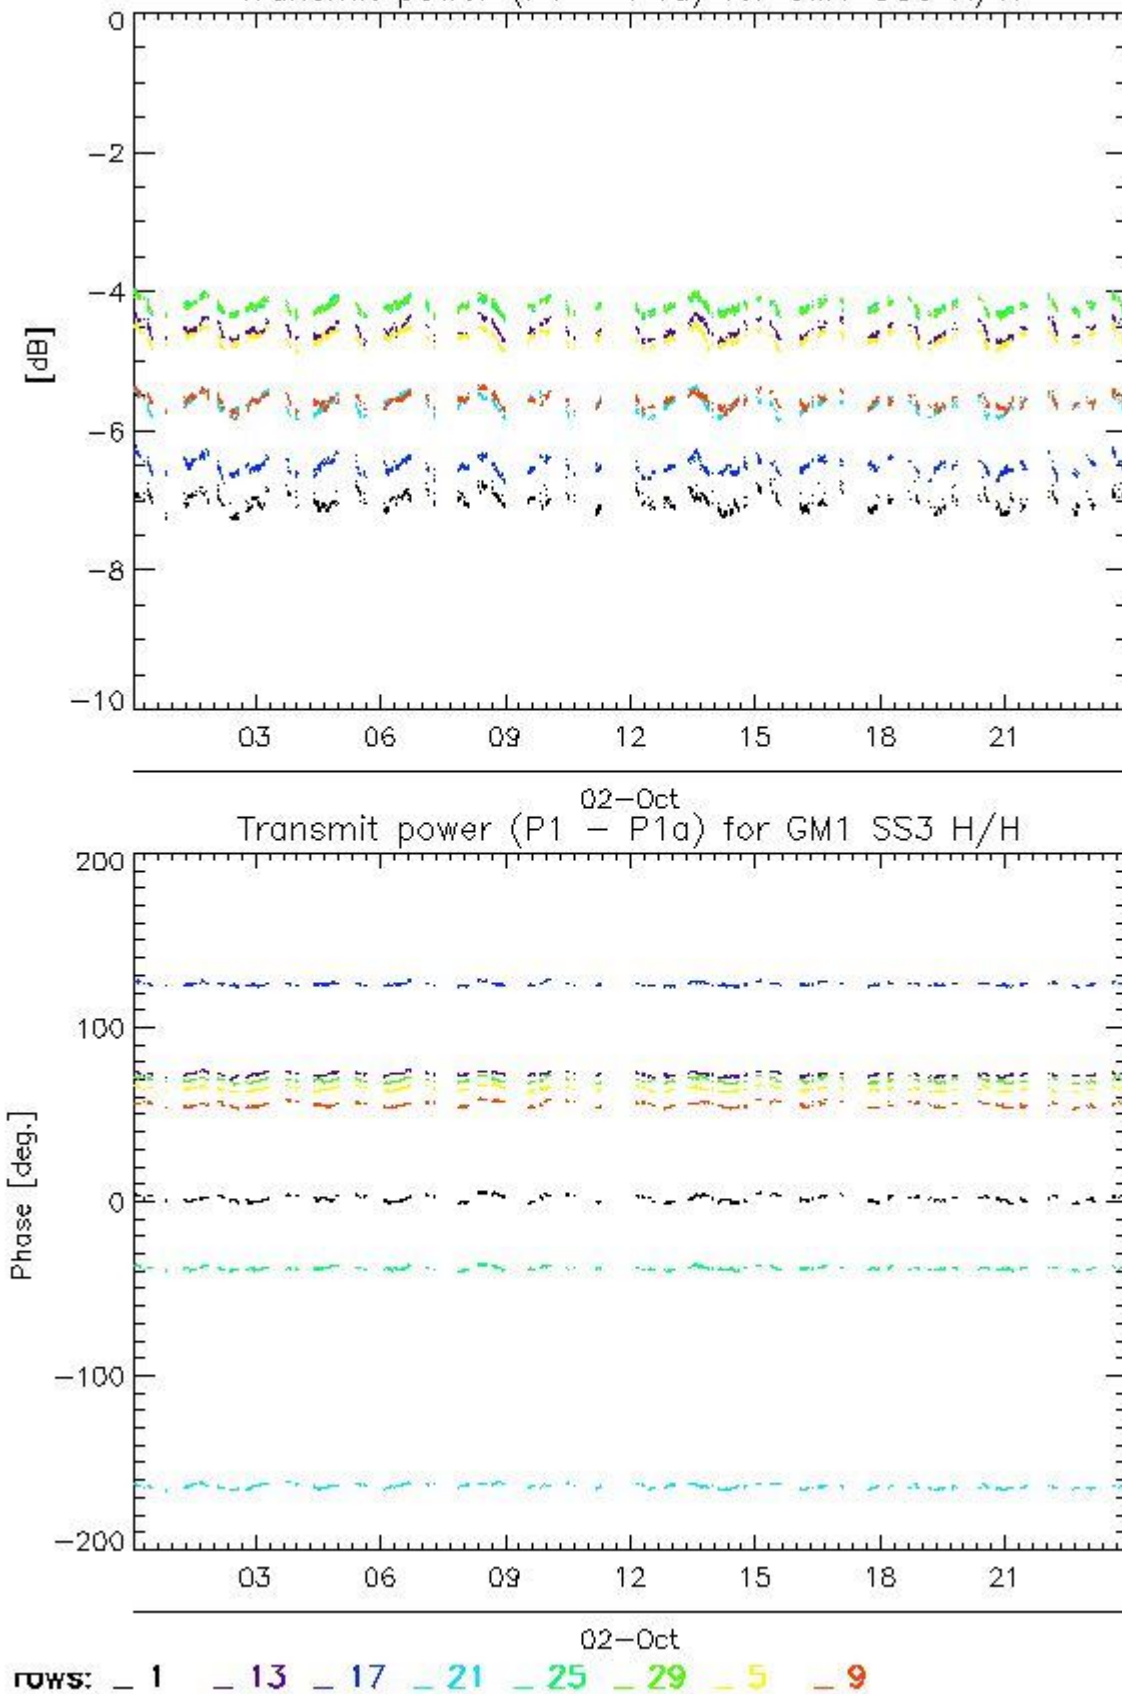 0
-2
-4
-6
-8
-10
[dB]
03 06 09 12 15 18 21
02-Oct
Transmit power (P1 - P1a) for GM1 SS3 H/H
200
100
0
-100
-200
Phase [deg.]
03 06 09 12 15 18 21
02-Oct
rows: _ 1 _ 13 _ 17 _ 21 _ 25 _ 29 _ 5 _ 9